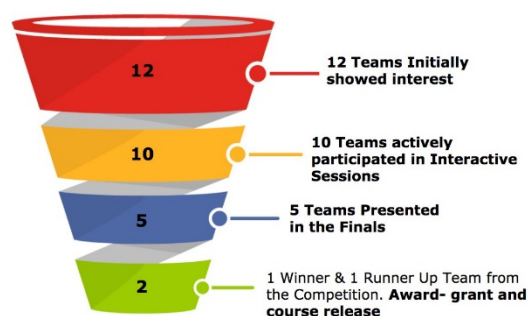 12
12 Teams Initially
showed interest
10
10 Teams actively
participated in Interactive
Sessions
5
5 Teams Presented
in the Finals
2
1 Winner & 1 Runner Up Team from
the Competition. Award- grant and
course release